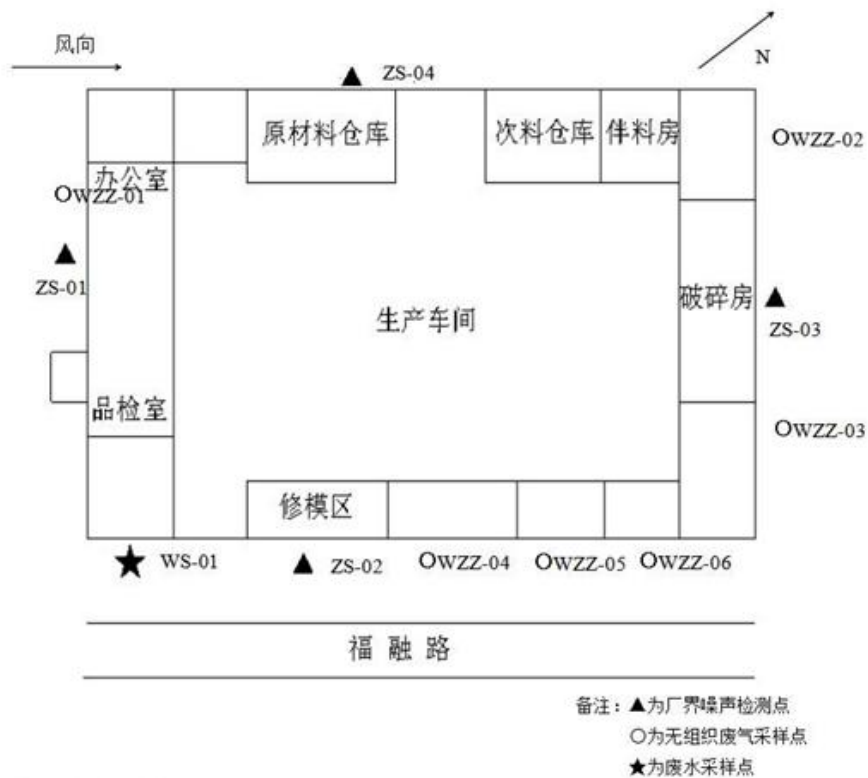 风向
N
ZS-04
原材料仓库
次料仓库
伴料房
OWZZ-02
办公室
OWZZ-01
ZS-01
生产车间
破碎房
ZS-03
品检室
OWZZ-03
修模区
WS-01
ZS-02
OWZZ-04
OWZZ-05
OWZZ-06
福融路
备注：▲为厂界噪声检测点
○为无组织废气采样点
★为废水采样点